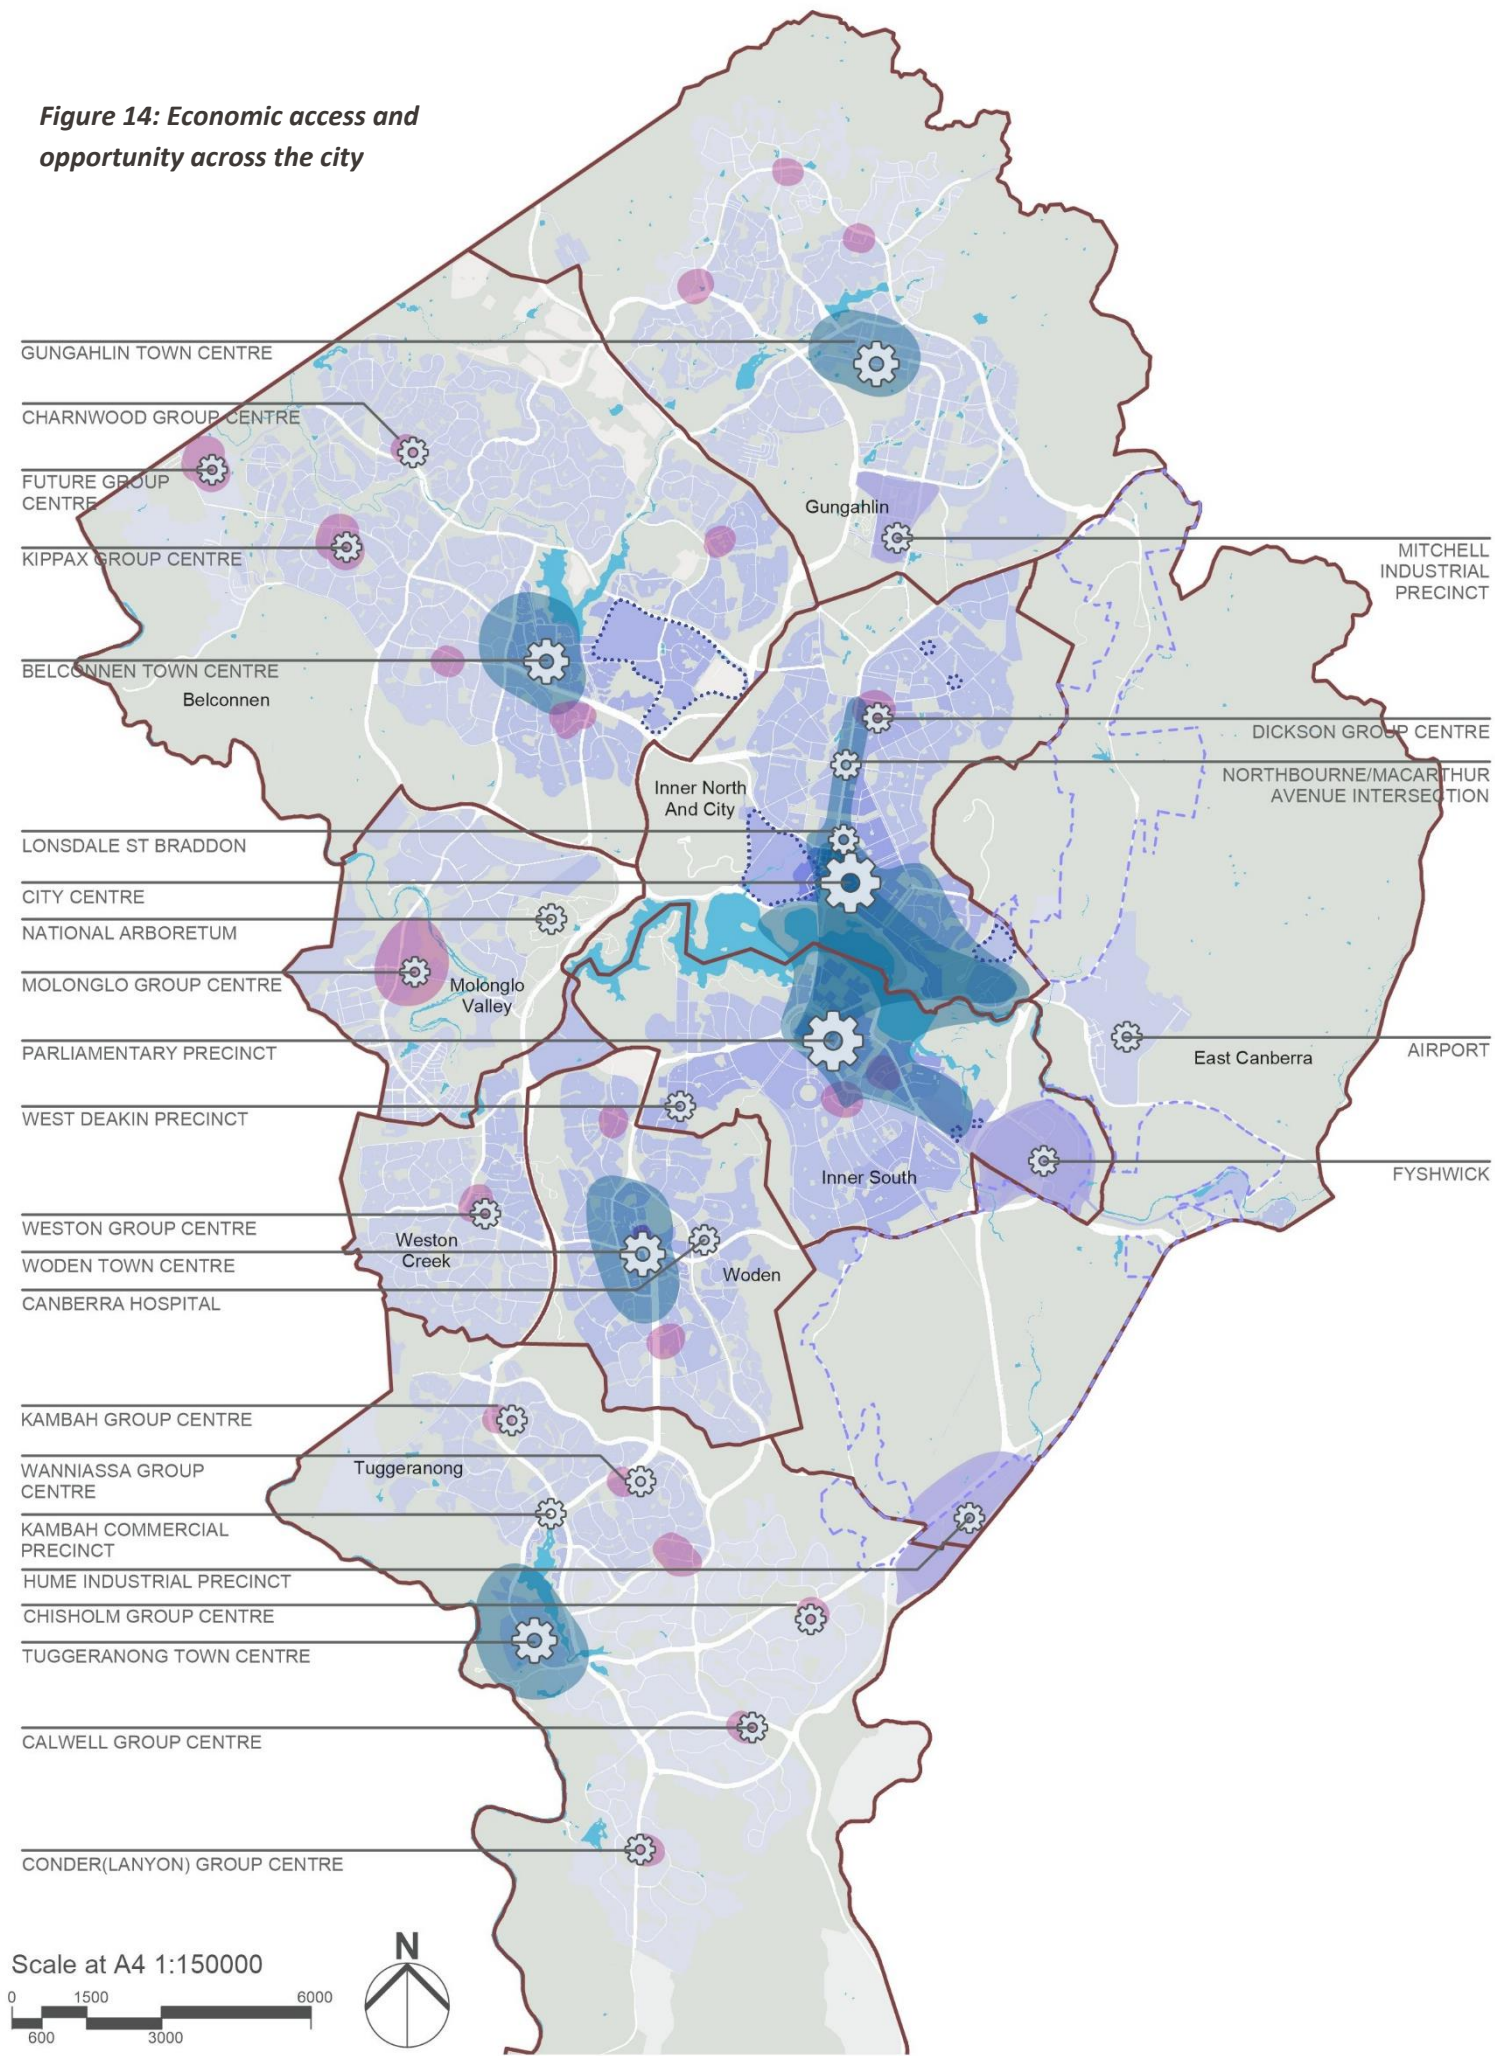 Figure 14: Economic access and
opportunity across the city
GUNGAHLIN TOWN CENTRE
CHARNWOOD GROUP CENTRE
FUTURE GROUP
CENTRE
KIPPAX GROUP CENTRE
Gungahlin
MITCHELL
INDUSTRIAL
PRECINCT
BELCONNEN TOWN CENTRE
Belconnen
DICKSON GROUP CENTRE
NORTHBOURNE/MACARTHUR
AVENUE INTERSECTION
Inner North
And City
LONSDALE ST BRADDON
CITY CENTRE
NATIONAL ARBORETUM
MOLONGLO GROUP CENTRE
Molonglo
Valley
PARLIAMENTARY PRECINCT
AIRPORT
East Canberra
WEST DEAKIN PRECINCT
FYSHWICK
Inner South
WESTON GROUP CENTRE
Weston
Creek
WODEN TOWN CENTRE
Woden
CANBERRA HOSPITAL
KAMBAH GROUP CENTRE
WANNIASSA GROUP
CENTRE
Tuggeranong
KAMBAH COMMERCIAL
PRECINCT
HUME INDUSTRIAL PRECINCT
CHISHOLM GROUP CENTRE
TUGGERANONG TOWN CENTRE
CALWELL GROUP CENTRE
CONDER(LANYON) GROUP CENTRE
Scale at A4 1:150000
0 1500 6000
600 3000
N